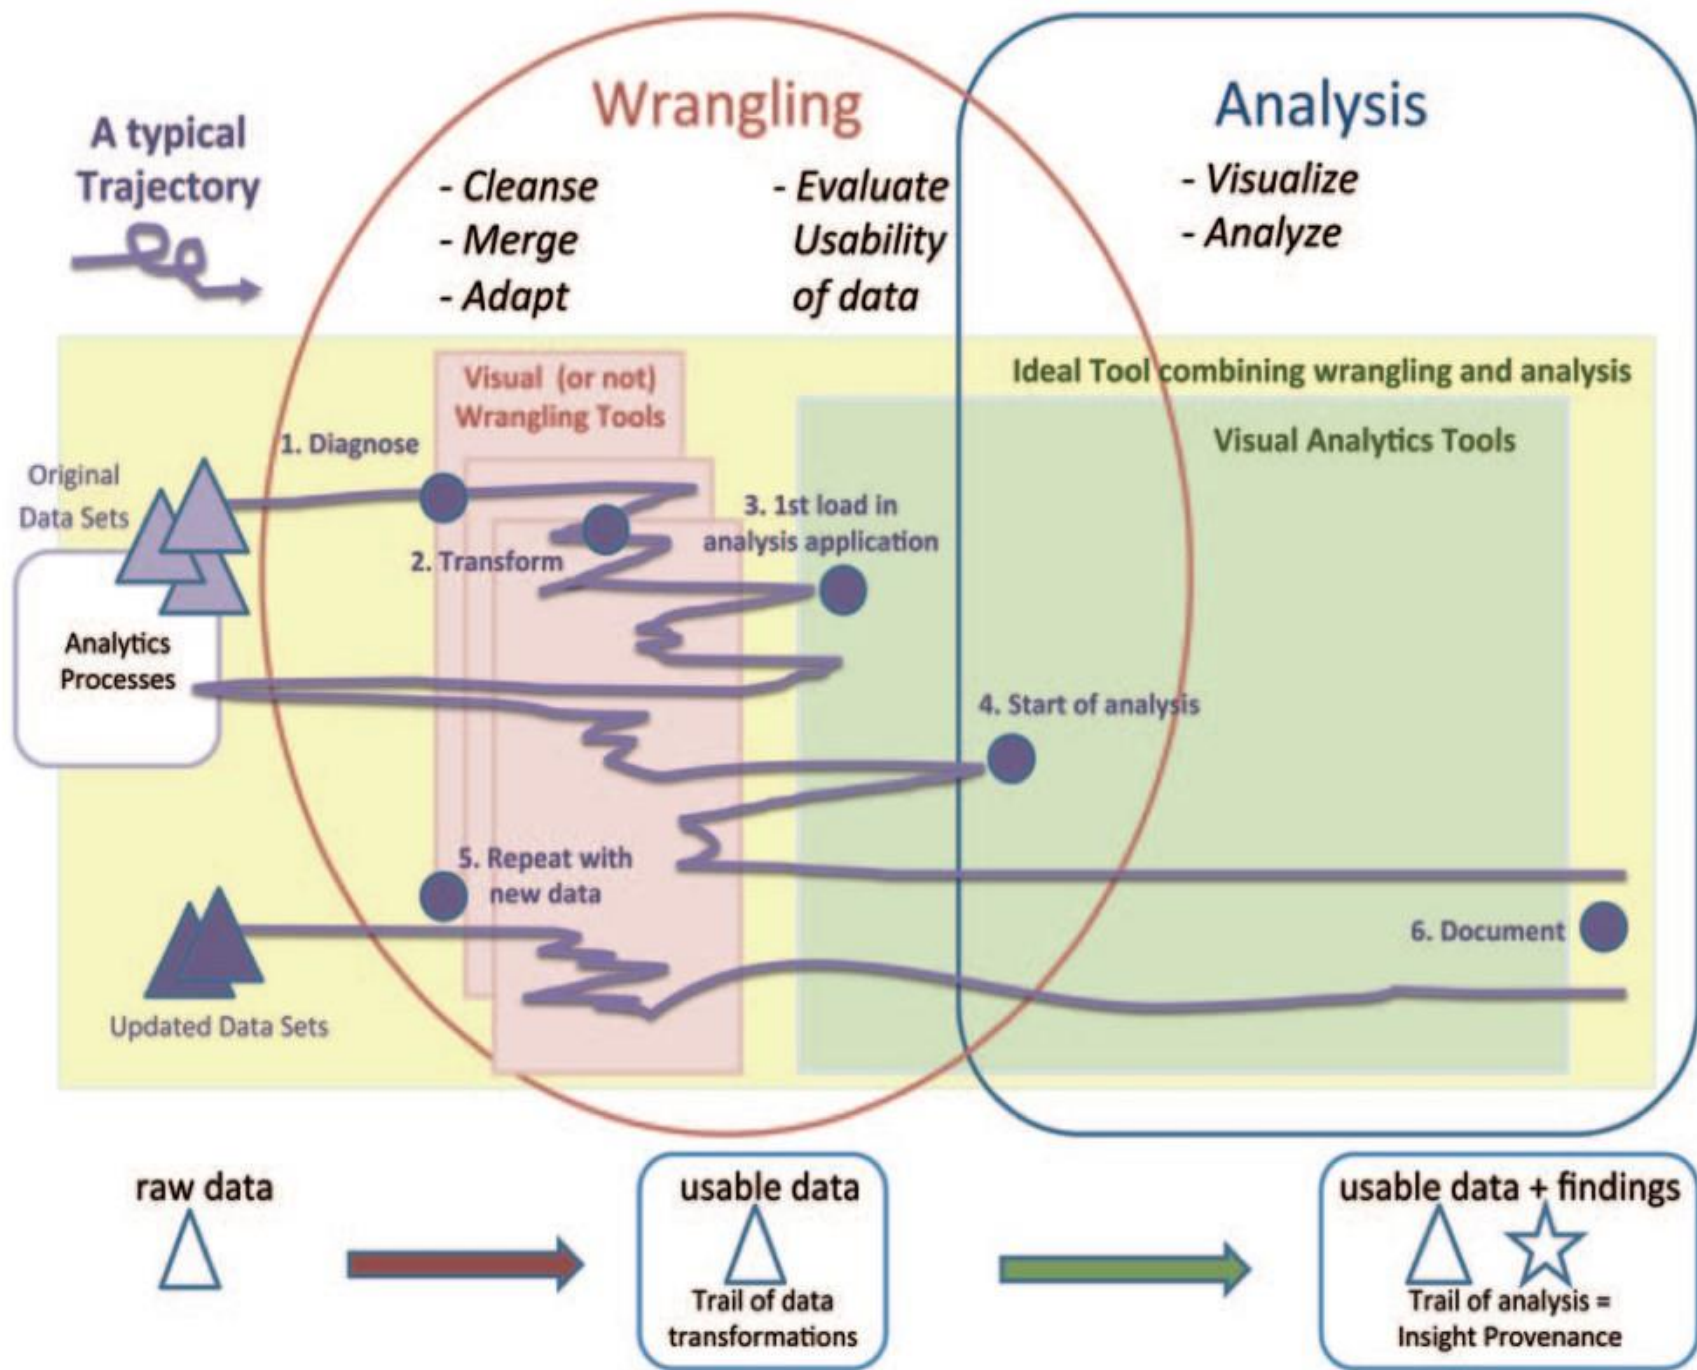 Wrangling
Analysis
A typical
Trajectory
- Cleanse
- Merge
- Adapt
- Evaluate
Usability
of data
- Visualize
- Analyze
Visual (or not)
Wrangling Tools
Ideal Tool combining wrangling and analysis
Visual Analytics Tools
1. Diagnose
Original
Data Sets
2. Transform
3. 1st load in
analysis application
Analytics
Processes
4. Start of analysis
5. Repeat with
new data
6. Document
Updated Data Sets
raw data
usable data
Trail of data
transformations
usable data + findings
Trail of analysis =
Insight Provenance